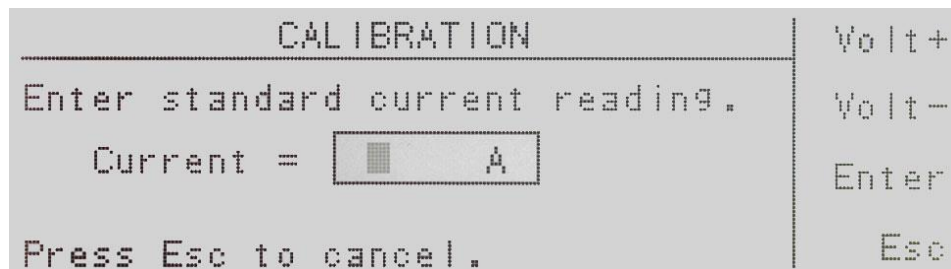 CALIBRATION
Enter standard current reading.
Current = A
Press Esc to cancel.
Volt+
Volt-
Enter
Esc